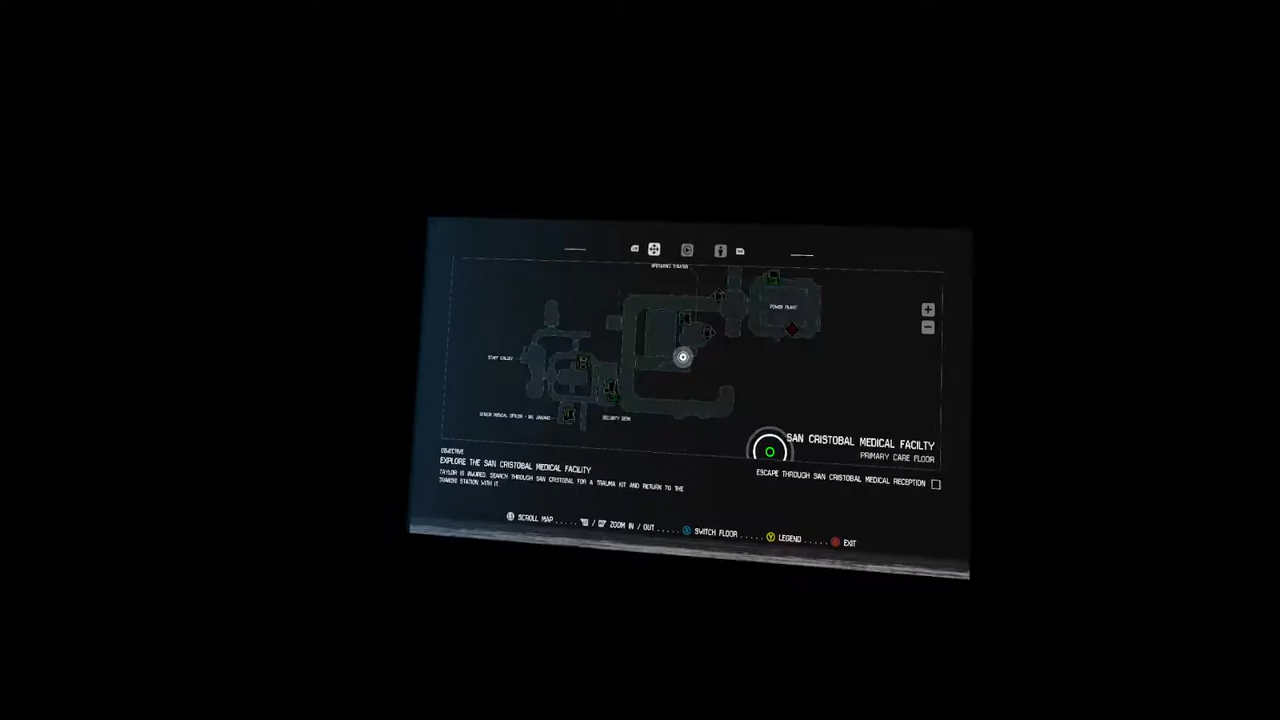 OPERATING THEATER
POWER PLANT
STAFF FOLLEY
SENIOR MEDICAL OFFICER - DR. LINGARD
SECURITY DESK
SAN CRISTOBAL MEDICAL FACILTY
PRIMARY CARE FLOOR
OBJECTIVE
EXPLORE THE SAN CRISTOBAL MEDICAL FACILITY
TAYLOR IS INJURED. SEARCH THROUGH SAN CRISTOBAL FOR A TRAUMA KIT AND RETURN TO THE
TRANSIT STATION WITH IT.
ESCAPE THROUGH SAN CRISTOBAL MEDICAL RECEPTION
SCROLL MAP..... / ZOOM IN / OUT..... X SWITCH FLOOR..... Y LEGEND..... EXIT